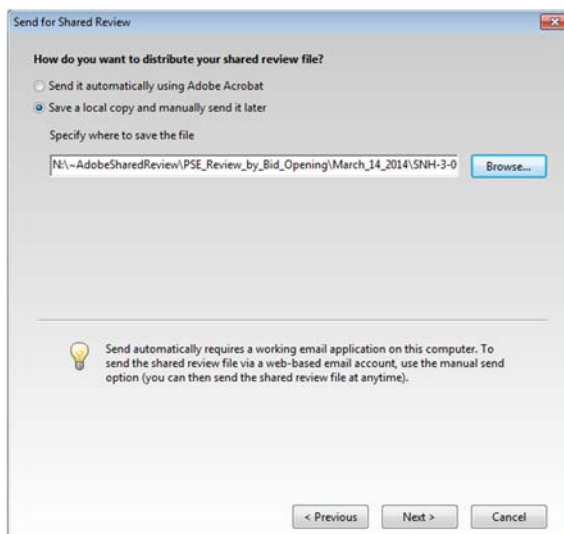 Send for Shared Review
How do you want to distribute your shared review file?
Send it automatically using Adobe Acrobat
Save a local copy and manually send it later
Specify where to save the file
N:\~AdobeSharedReview\PSE_Review_by_Bid_Opening\March_14_2014\SNH-3-0
Browse...
Send automatically requires a working email application on this computer. To
send the shared review file via a web-based email account, use the manual send
option (you can then send the shared review file at anytime).
< Previous
Next >
Cancel